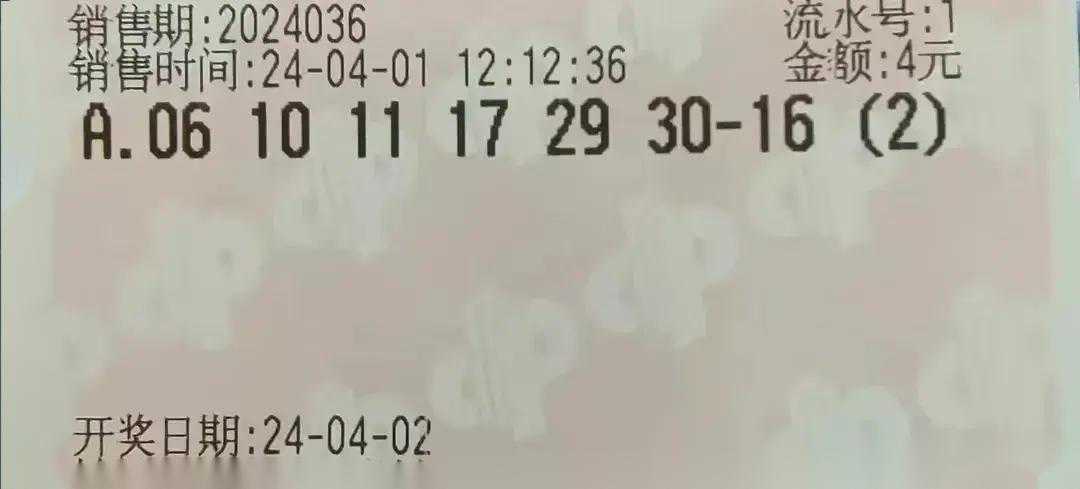 销售期:2024036 流水号:1
销售时间:24-04-01 12:12:36 金额:4元
A.06 10 11 17 29 30-16 (2)
开奖日期:24-04-02